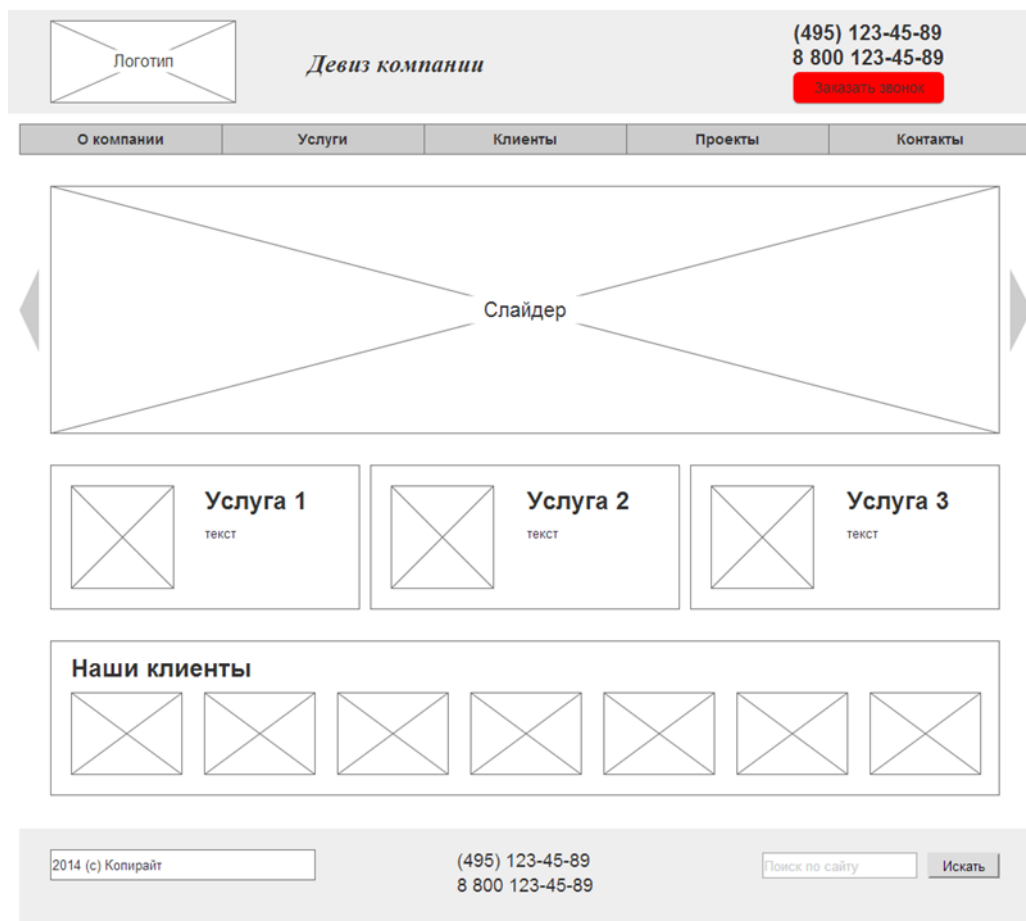 Логотип
Девиз компании
(495) 123-45-89
8 800 123-45-89
Заказать звонок
О компании
Услуги
Клиенты
Проекты
Контакты
Слайдер
Услуга 1
текст
Услуга 2
текст
Услуга 3
текст
Наши клиенты
2014 (с) Копирайт
(495) 123-45-89
8 800 123-45-89
Поиск по сайту
Искать